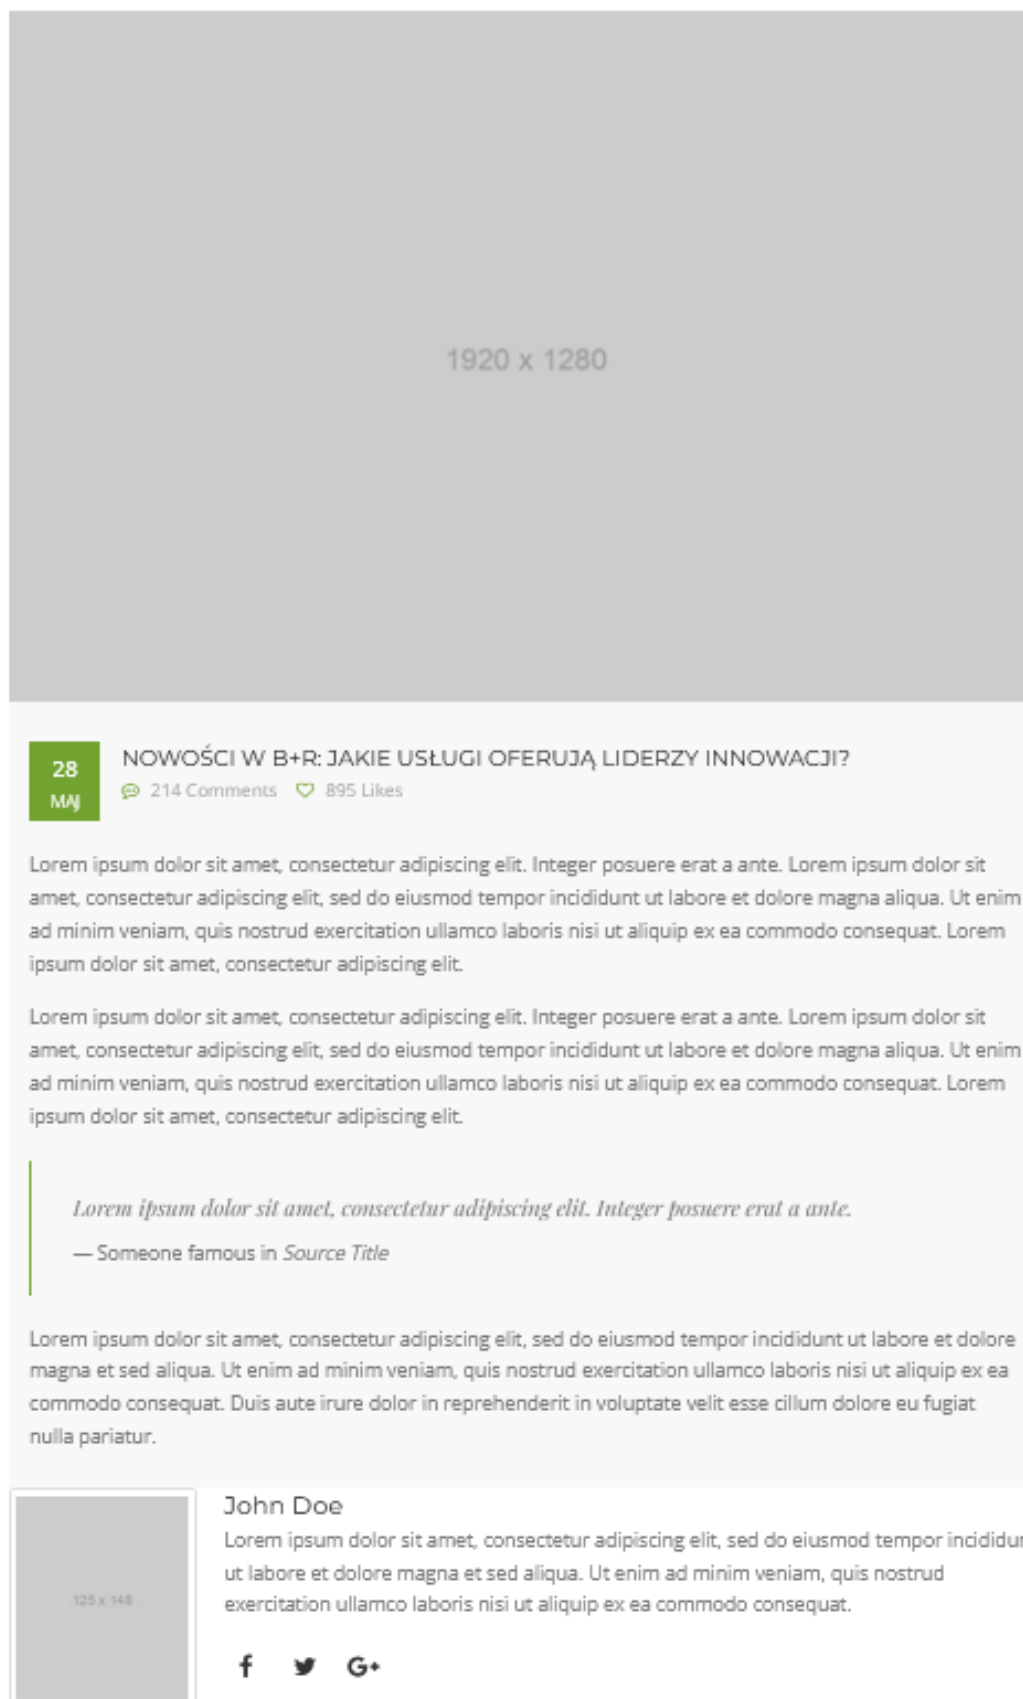 1920 x 1280
28
MAJ
NOWOŚCI W B+R: JAKIE USŁUGI OFERUJĄ LIDERZY INNOWACJI?
214 Comments 895 Likes
Lorem ipsum dolor sit amet, consectetur adipiscing elit. Integer posuere erat a ante. Lorem ipsum dolor sit
amet, consectetur adipiscing elit, sed do eiusmod tempor incididunt ut labore et dolore magna aliqua. Ut enim
ad minim veniam, quis nostrud exercitation ullamco laboris nisi ut aliquip ex ea commodo consequat. Lorem
ipsum dolor sit amet, consectetur adipiscing elit.
Lorem ipsum dolor sit amet, consectetur adipiscing elit. Integer posuere erat a ante. Lorem ipsum dolor sit
amet, consectetur adipiscing elit, sed do eiusmod tempor incididunt ut labore et dolore magna aliqua. Ut enim
ad minim veniam, quis nostrud exercitation ullamco laboris nisi ut aliquip ex ea commodo consequat. Lorem
ipsum dolor sit amet, consectetur adipiscing elit.
Lorem ipsum dolor sit amet, consectetur adipiscing elit. Integer posuere erat a ante.
— Someone famous in Source Title
Lorem ipsum dolor sit amet, consectetur adipiscing elit, sed do eiusmod tempor incididunt ut labore et dolore
magna et sed aliqua. Ut enim ad minim veniam, quis nostrud exercitation ullamco laboris nisi ut aliquip ex ea
commodo consequat. Duis aute irure dolor in reprehenderit in voluptate velit esse cillum dolore eu fugiat
nulla pariatur.
125 x 148
John Doe
Lorem ipsum dolor sit amet, consectetur adipiscing elit, sed do eiusmod tempor
ut labore et dolore magna et sed aliqua. Ut enim ad minim veniam, quis nostrud
exercitation ullamco laboris nisi ut aliquip ex ea commodo consequat.